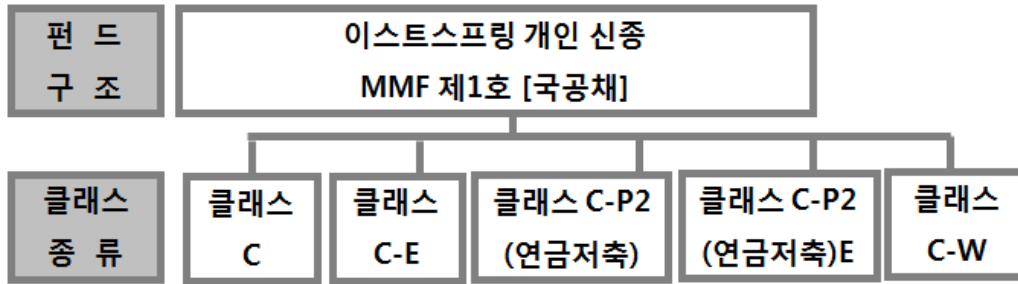 펀 드
구 조
이스트스프링 개인 신종
MMF 제1호 [국공채]
클래스
종 류
클래스
C
클래스
C-E
클래스 C-P2
(연금저축)
클래스 C-P2
(연금저축)E
클래스
C-W